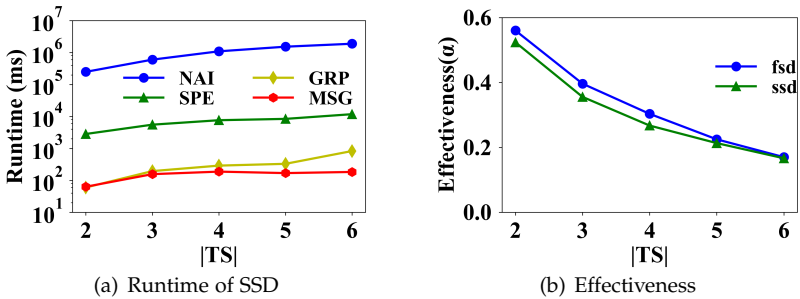 10^7
10^6
10^5
10^4
10^3
10^2
10^1
Runtime (ms)
NAI
GRP
SPE
MSG
2 3 4 5 6
|TS|
(a) Runtime of SSD
0.6
0.4
0.2
0.0
Effectiveness(α)
fsd
ssd
2 3 4 5 6
|TS|
(b) Effectiveness